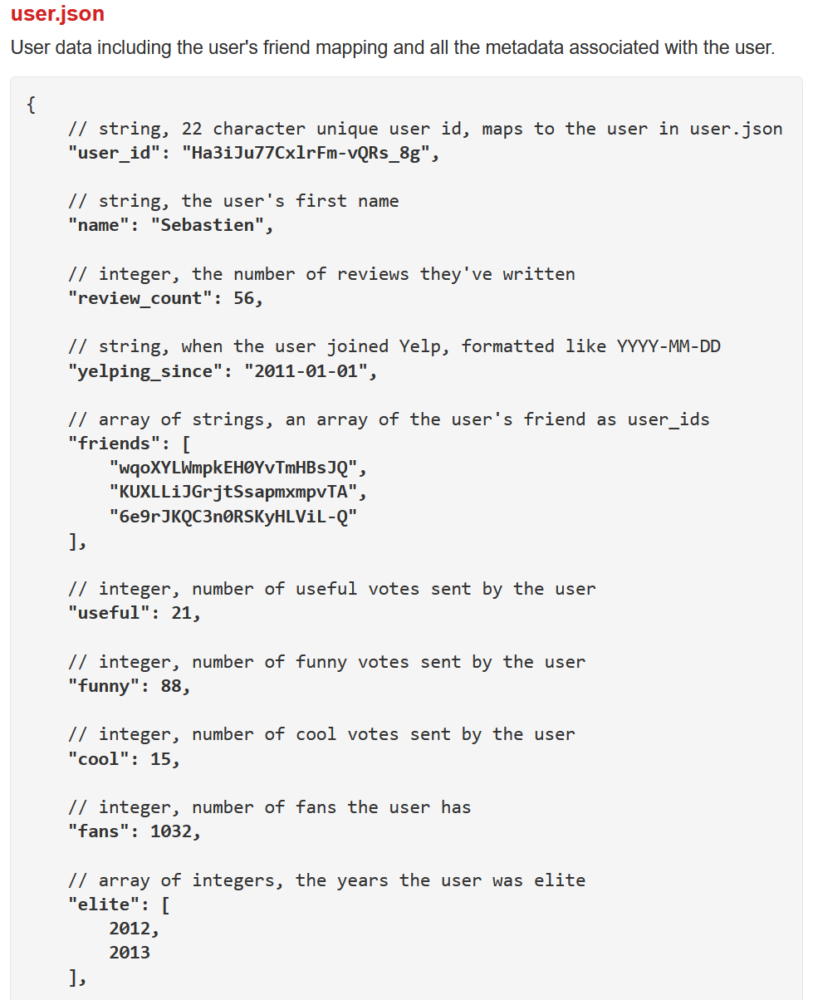 user.json
User data including the user's friend mapping and all the metadata associated with the user.
{
    // string, 22 character unique user id, maps to the user in user.json
    "user_id": "Ha3iJu77CxlrFm-vQRs_8g",
    // string, the user's first name
    "name": "Sebastien",
    // integer, the number of reviews they've written
    "review_count": 56,
    // string, when the user joined Yelp, formatted like YYYY-MM-DD
    "yelping_since": "2011-01-01",
    // array of strings, an array of the user's friend as user_ids
    "friends": [
        "wqoXYLWmpkEH0YvTmHBsJQ",
        "KUXLLiJGrjtSsapmxmpvTA",
        "6e9rJKQC3n0RSKyHLViL-Q"
    ],
    // integer, number of useful votes sent by the user
    "useful": 21,
    // integer, number of funny votes sent by the user
    "funny": 88,
    // integer, number of cool votes sent by the user
    "cool": 15,
    // integer, number of fans the user has
    "fans": 1032,
    // array of integers, the years the user was elite
    "elite": [
        2012,
        2013
    ],